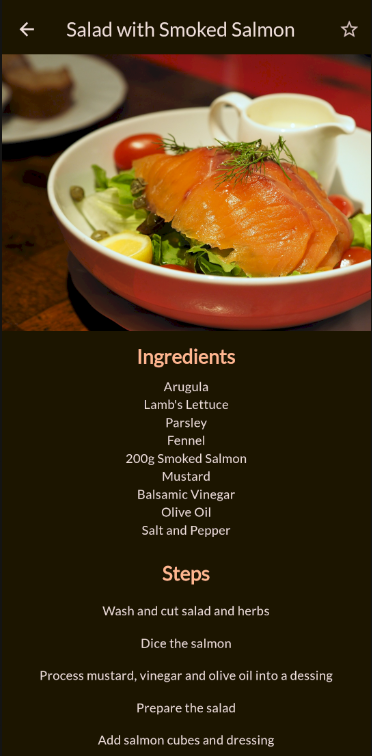 Salad with Smoked Salmon
Ingredients
Arugula
Lamb's Lettuce
Parsley
Fennel
200g Smoked Salmon
Mustard
Balsamic Vinegar
Olive Oil
Salt and Pepper
Steps
Wash and cut salad and herbs
Dice the salmon
Process mustard, vinegar and olive oil into a dessing
Prepare the salad
Add salmon cubes and dressing